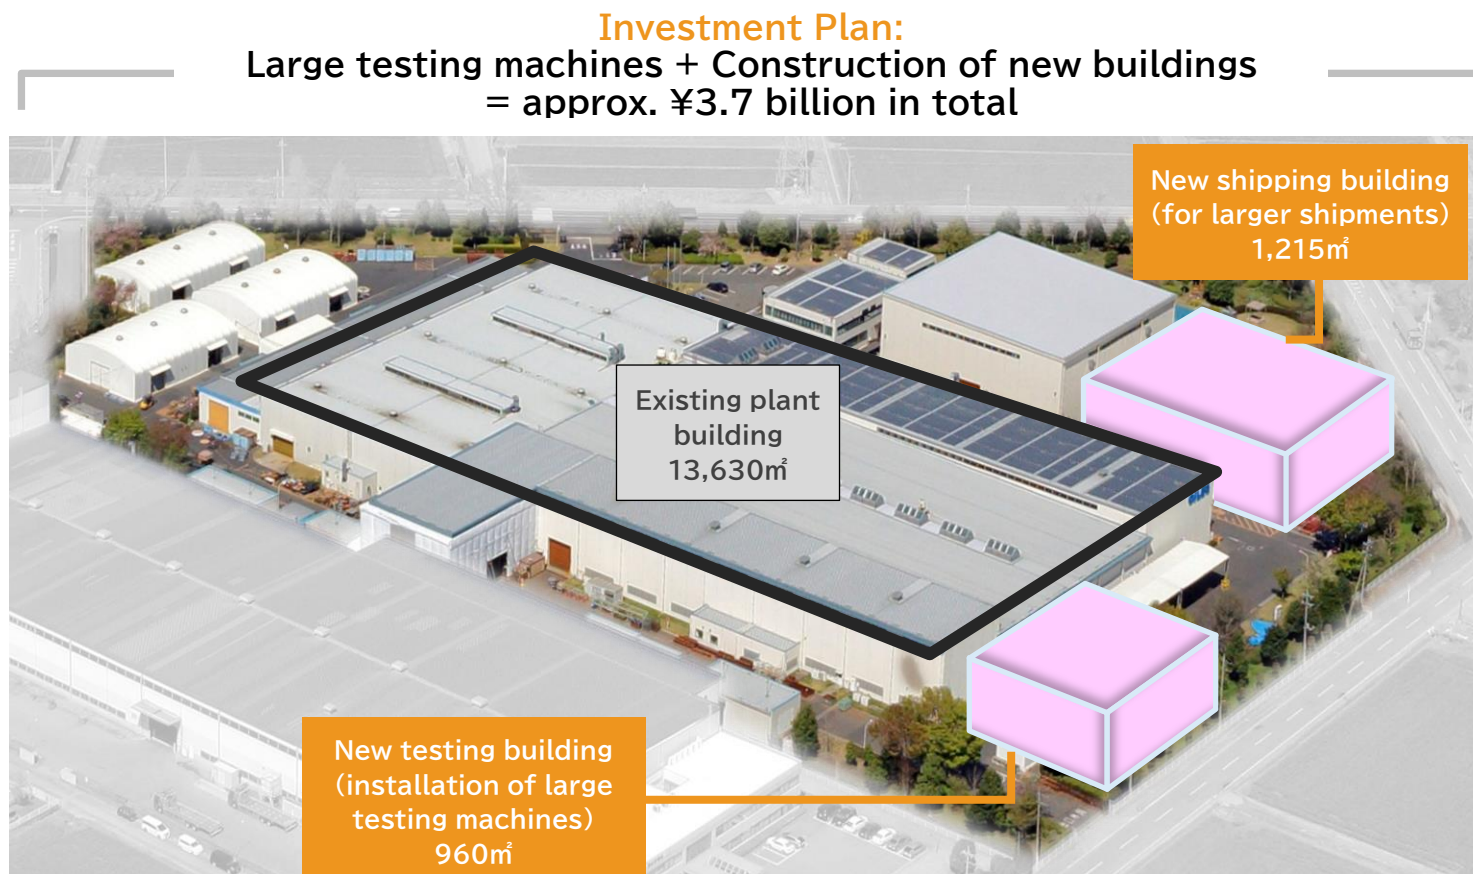 Investment Plan:
Large testing machines + Construction of new buildings
= approx. ¥3.7 billion in total
New shipping building
(for larger shipments)
1,215㎡
Existing plant
building
13,630㎡
New testing building
(installation of large
testing machines)
960㎡